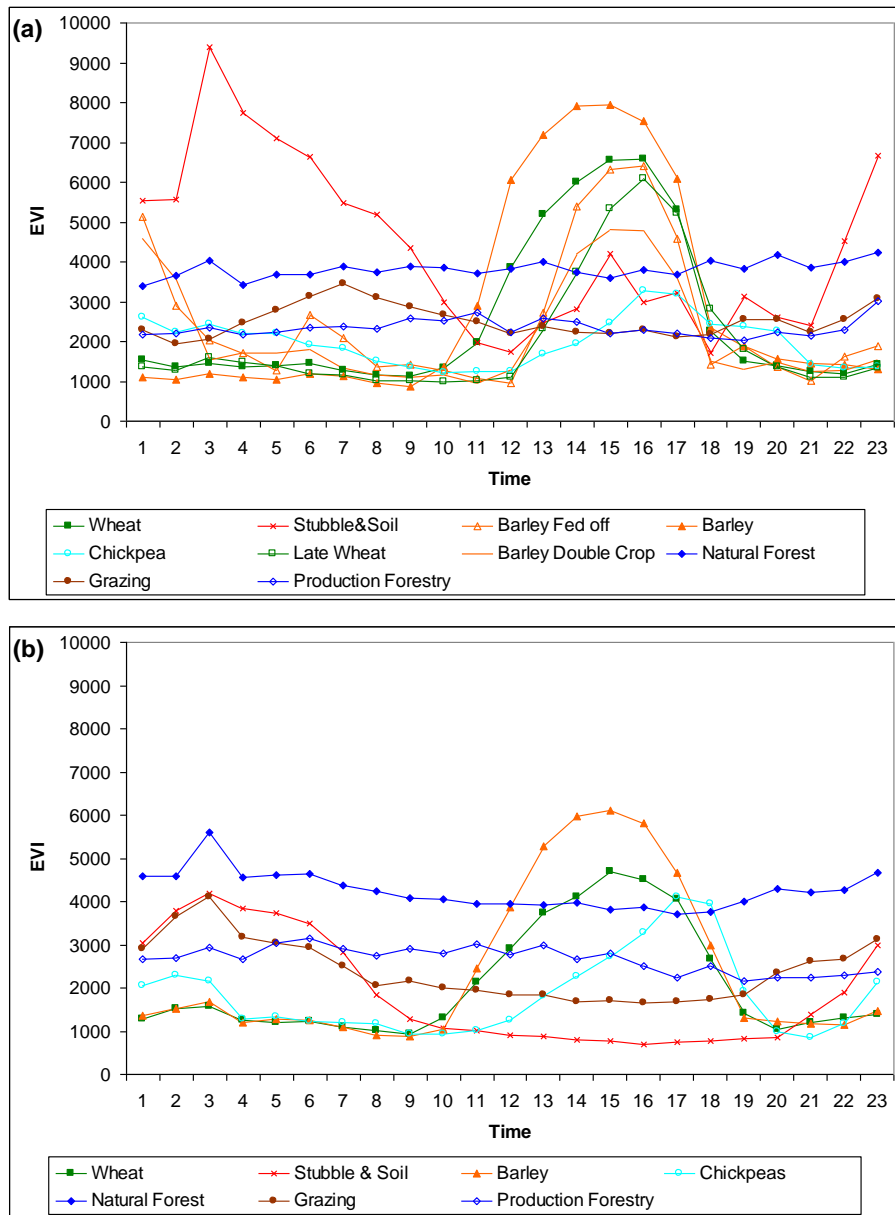 (a)
10000
9000
8000
7000
6000
5000
4000
3000
2000
1000
0
EVI
1 2 3 4 5 6 7 8 9 10 11 12 13 14 15 16 17 18 19 20 21 22 23
Time
Wheat Stubble&Soil Barley Fed off Barley
Chickpea Late Wheat Barley Double Crop Natural Forest
Grazing Production Forestry
(b)
10000
9000
8000
7000
6000
5000
4000
3000
2000
1000
0
EVI
1 2 3 4 5 6 7 8 9 10 11 12 13 14 15 16 17 18 19 20 21 22 23
Time
Wheat Stubble & Soil Barley Chickpeas
Natural Forest Grazing Production Forestry